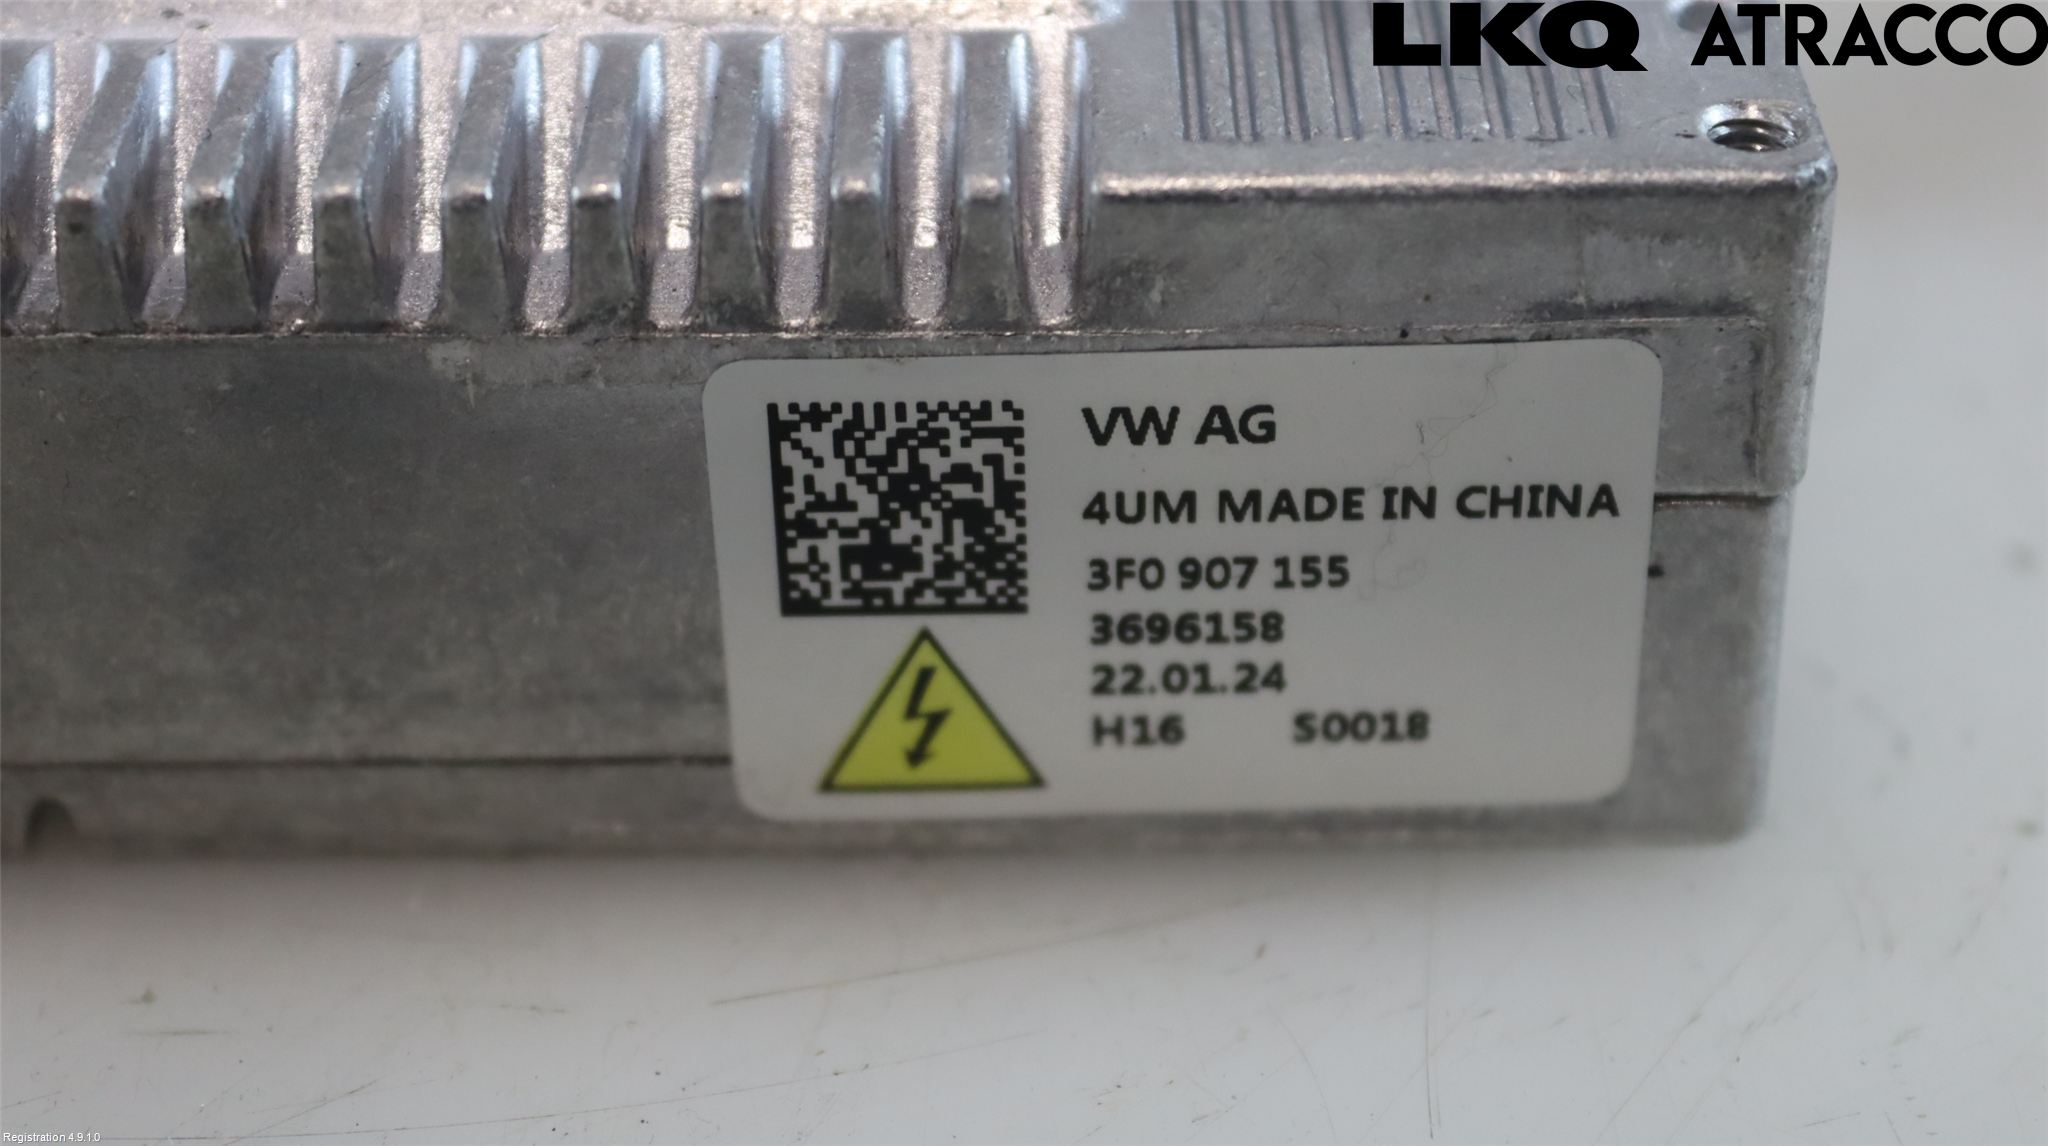 LKQ ATRACCO
VW AG
4UM MADE IN CHINA
3F0 907 155
3696158
22.01.24
H16 S0018
Registration 4.9.1.0